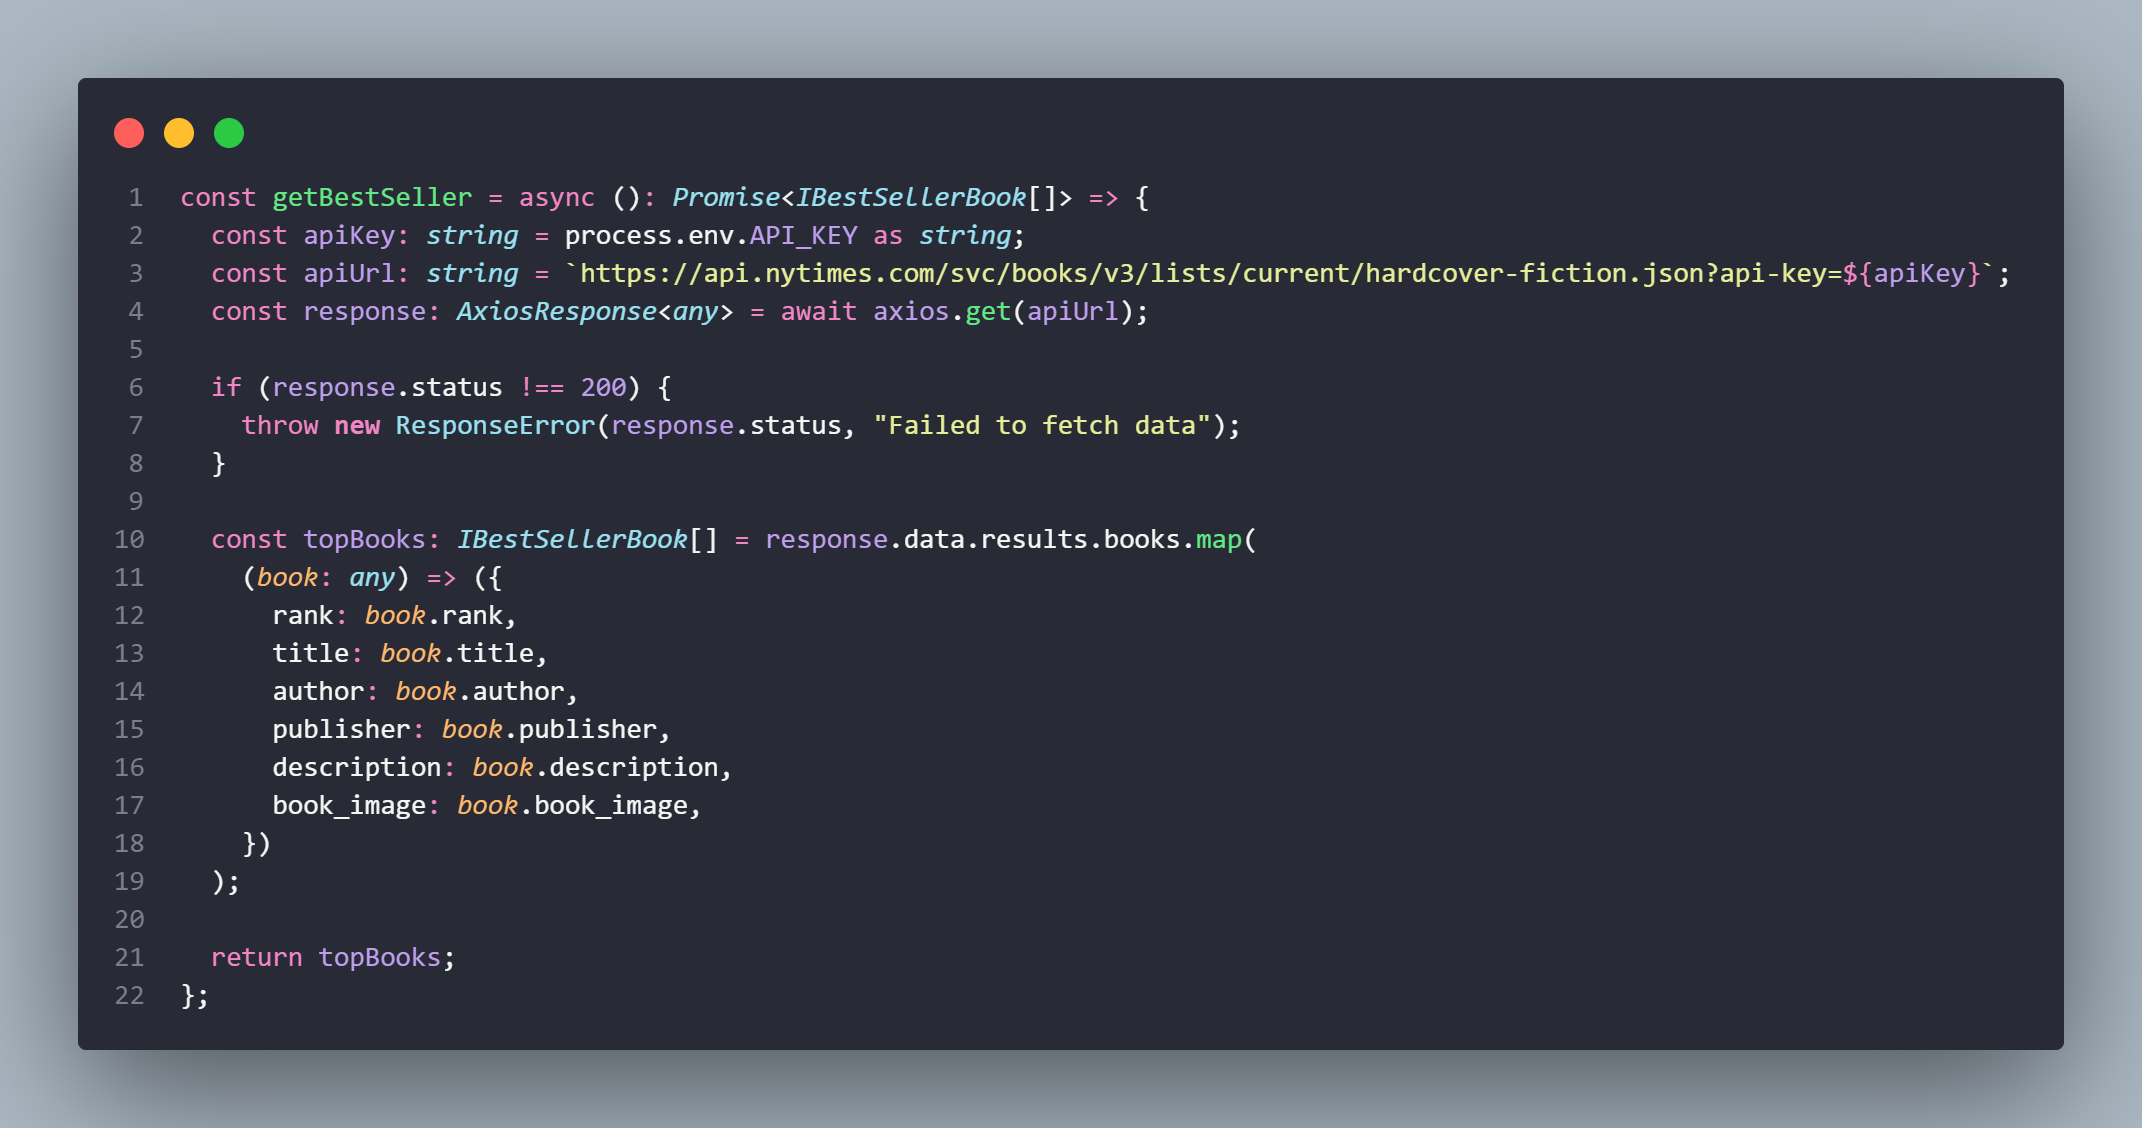 1 const getBestSeller = async (): Promise<IBestSellerBook[]> => {
2   const apiKey: string = process.env.API_KEY as string;
3   const apiUrl: string = `https://api.nytimes.com/svc/books/v3/lists/current/hardcover-fiction.json?api-key=${apiKey}`;
4   const response: AxiosResponse<any> = await axios.get(apiUrl);
5
6   if (response.status !== 200) {
7     throw new ResponseError(response.status, "Failed to fetch data");
8   }
9
10   const topBooks: IBestSellerBook[] = response.data.results.books.map(
11     (book: any) => ({
12       rank: book.rank,
13       title: book.title,
14       author: book.author,
15       publisher: book.publisher,
16       description: book.description,
17       book_image: book.book_image,
18     })
19   );
20
21   return topBooks;
22 };